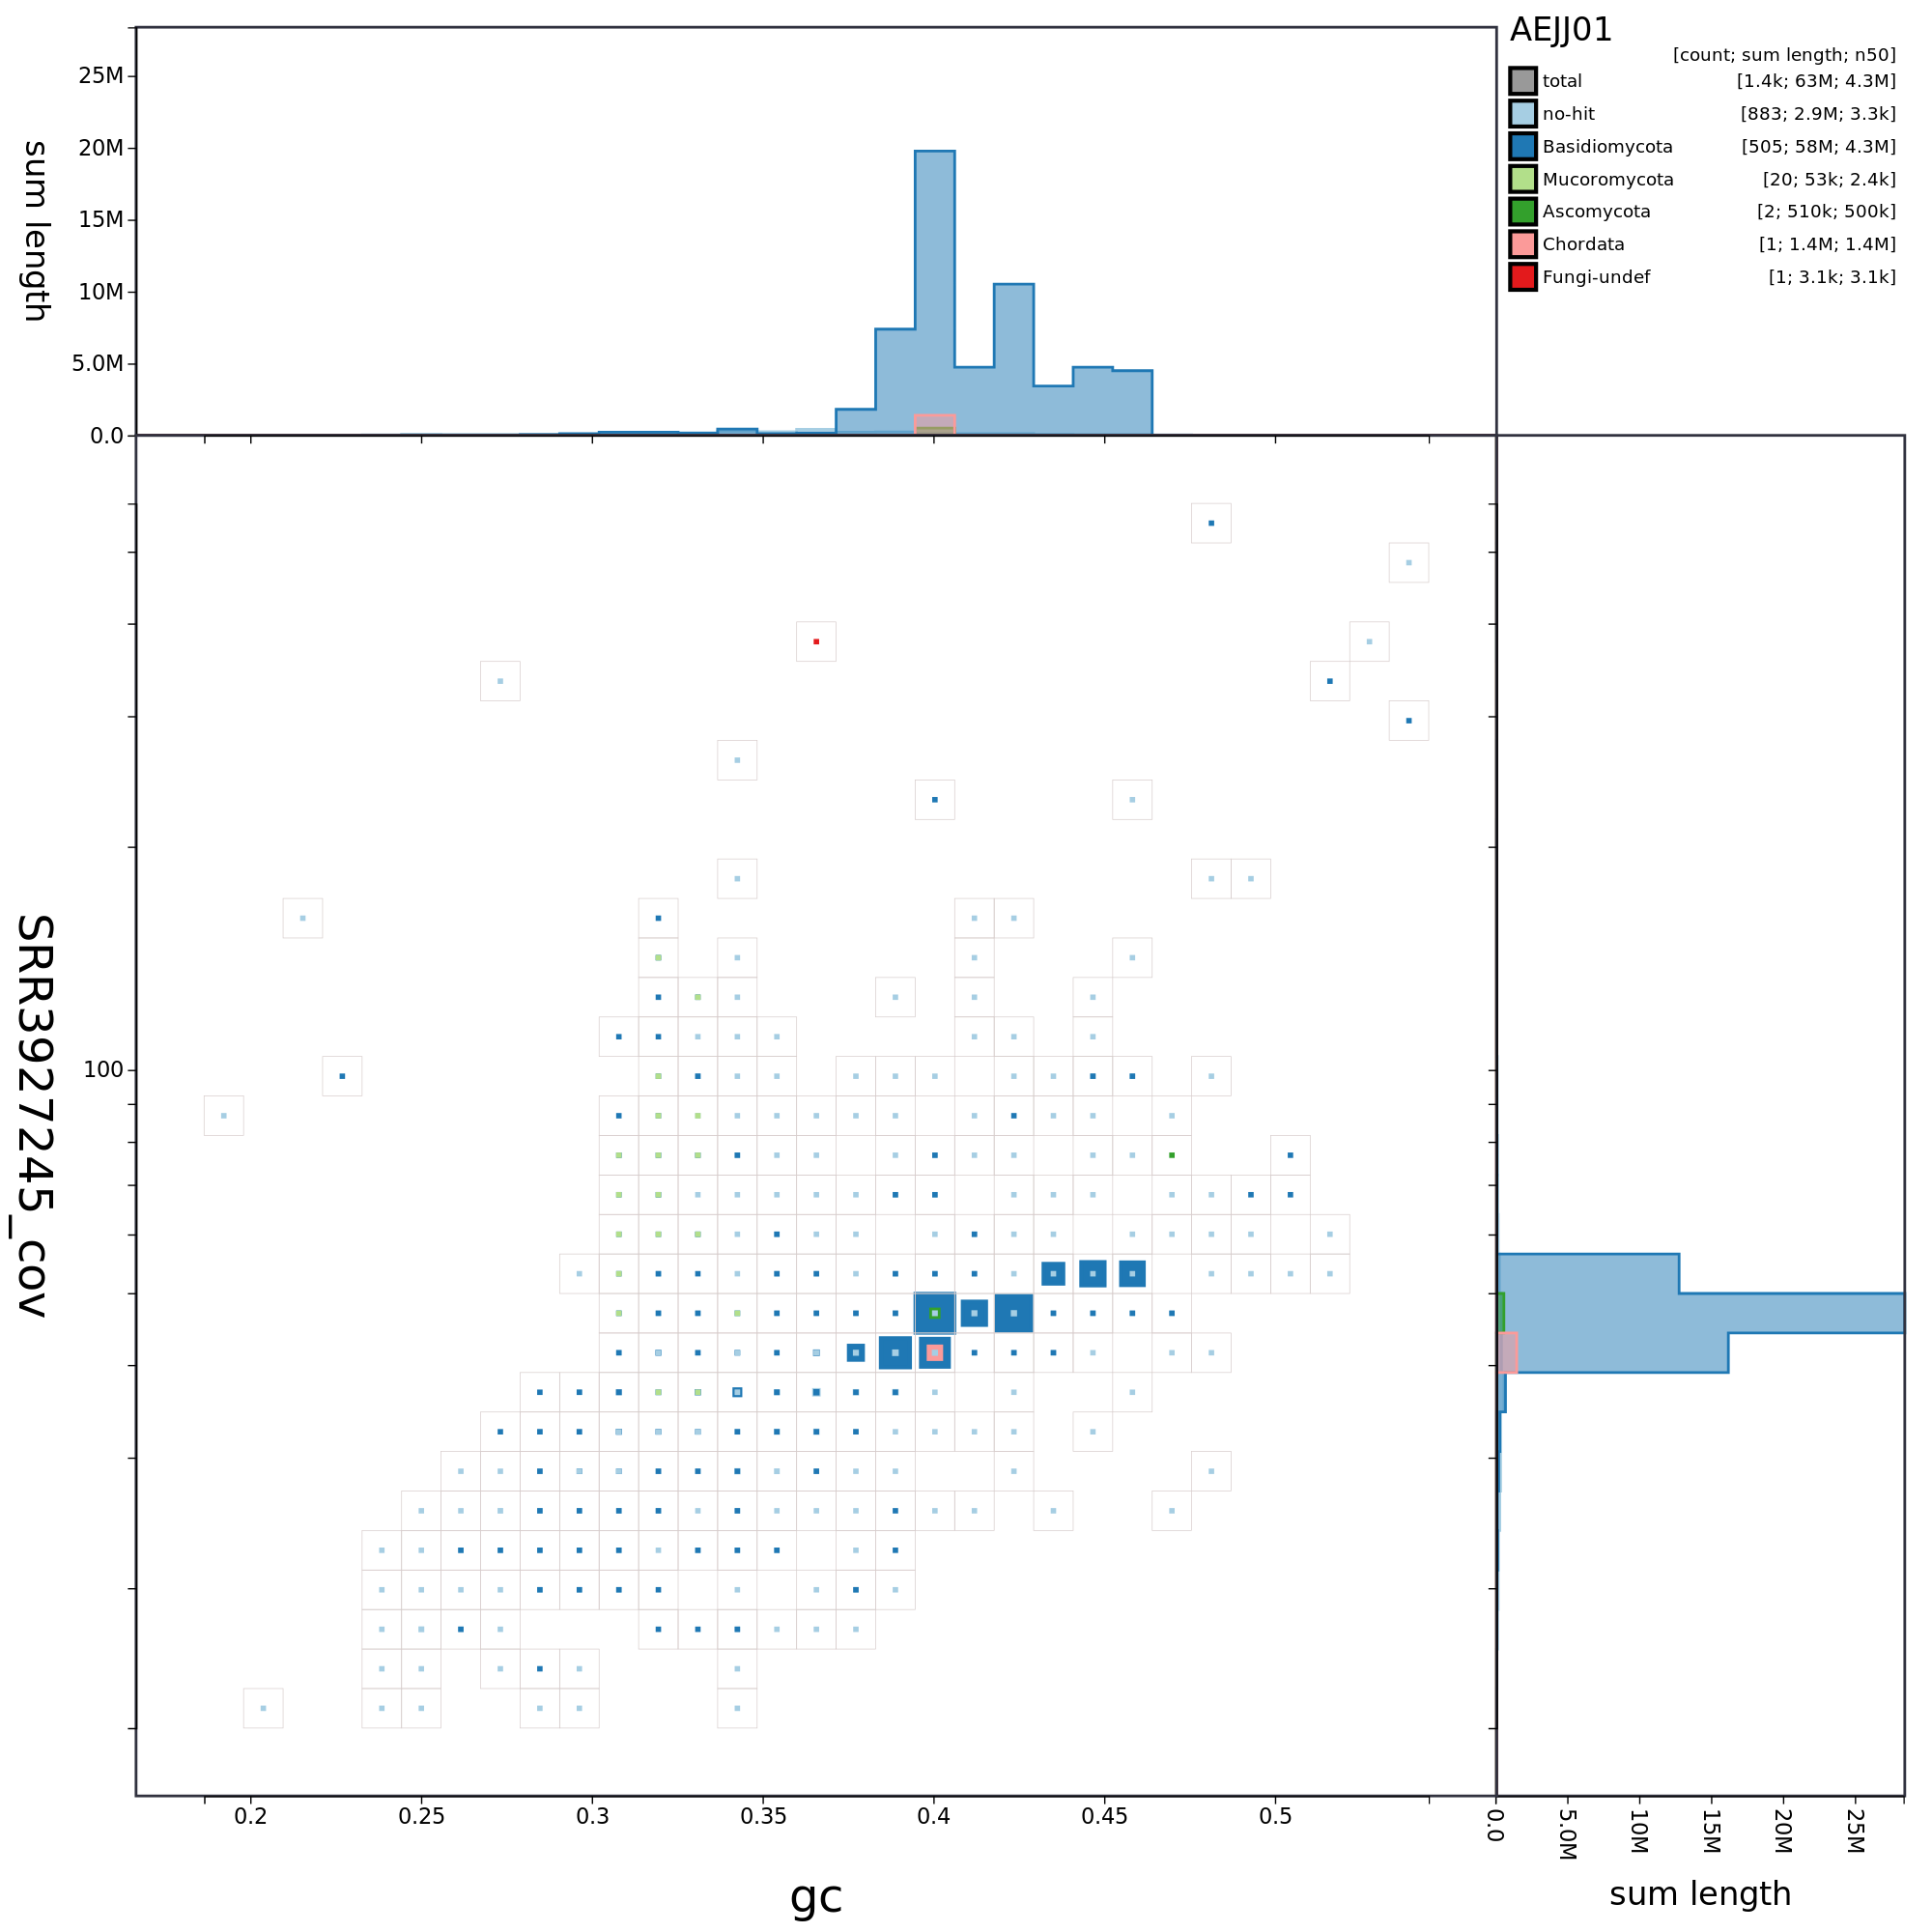 AEJJ01
[count; sum length; n50]
total [1.4k; 63M; 4.3M]
no-hit [883; 2.9M; 3.3k]
Basidiomycota [505; 58M; 4.3M]
Mucoromycota [20; 53k; 2.4k]
Ascomycota [2; 510k; 500k]
Chordata [1; 1.4M; 1.4M]
Fungi-undef [1; 3.1k; 3.1k]
sum length
25M
20M
15M
10M
5.0M
0.0
SRR3927245_cov
100
0.2 0.25 0.3 0.35 0.4 0.45 0.5
gc
0.0 5.0M 10M 15M 20M 25M
sum length